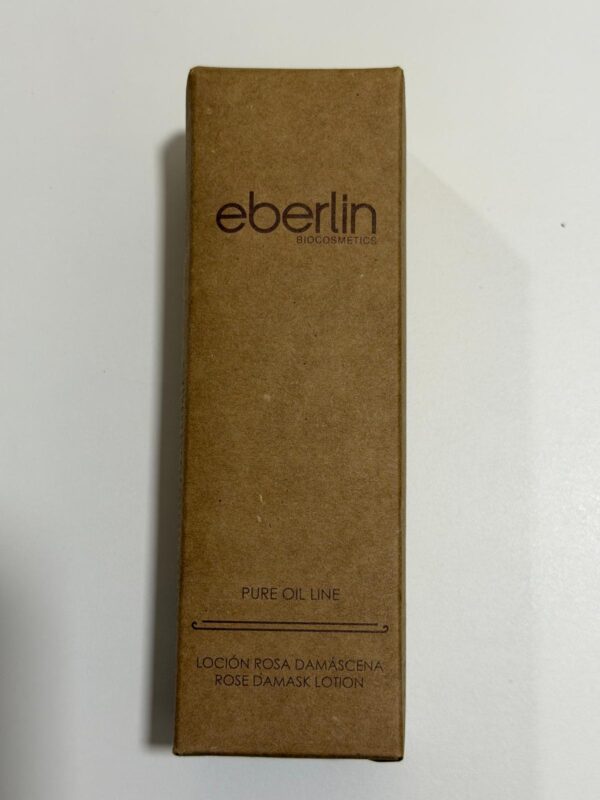 eberlin
BIOCOSMETICS
PURE OIL LINE
LOCIÓN ROSA DAMÁSCENA
ROSE DAMASK LOTION